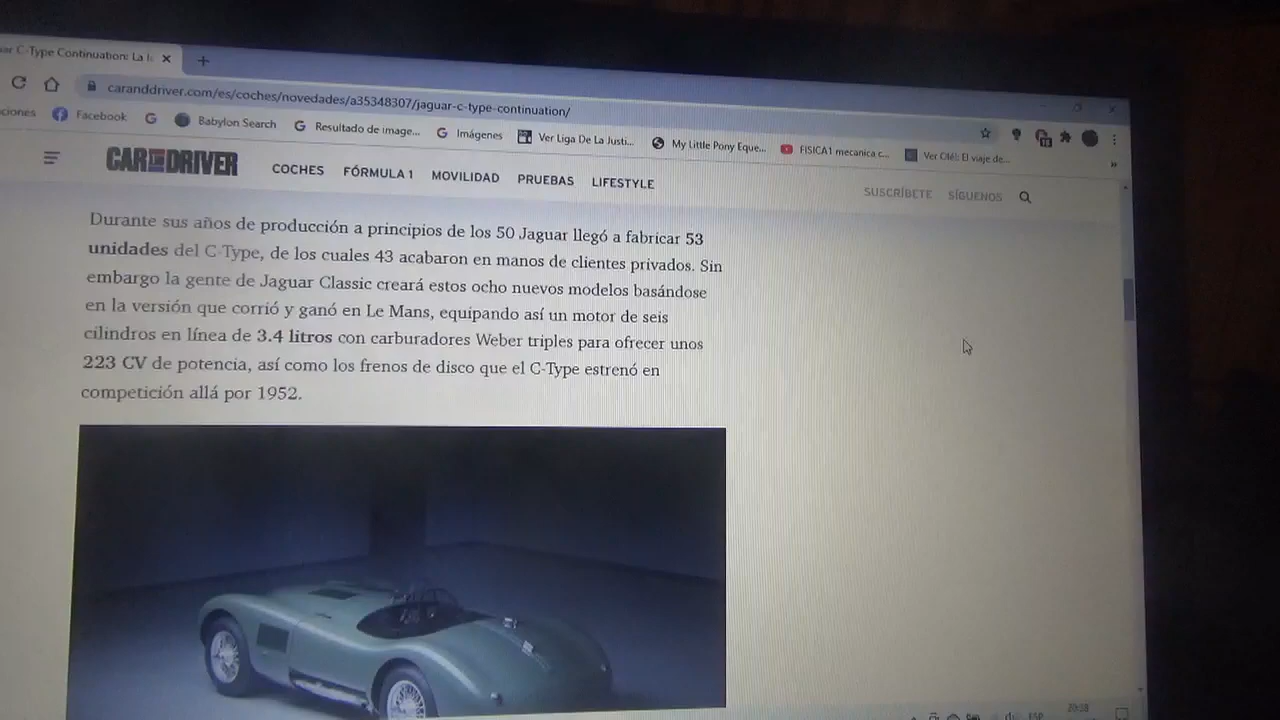 ar C-Type Continuation: La
caranddriver.com/es/coches/novedades/a35348307/jaguar-c-type-continuation/
ciones Facebook Babylon Search Resultado de image... Imágenes Ver Liga De La Justi... My Little Pony Eque... FISICA1 mecanica c... Ver Olé! El viaje de...
CAR AND DRIVER COCHES FÓRMULA 1 MOVILIDAD PRUEBAS LIFESTYLE SUSCRÍBETE SÍGUENOS
Durante sus años de producción a principios de los 50 Jaguar llegó a fabricar 53
unidades del C-Type, de los cuales 43 acabaron en manos de clientes privados. Sin
embargo la gente de Jaguar Classic creará estos ocho nuevos modelos basándose
en la versión que corrió y ganó en Le Mans, equipando así un motor de seis
cilindros en línea de 3.4 litros con carburadores Weber triples para ofrecer unos
223 CV de potencia, así como los frenos de disco que el C-Type estrenó en
competición allá por 1952.
ESP 20:38